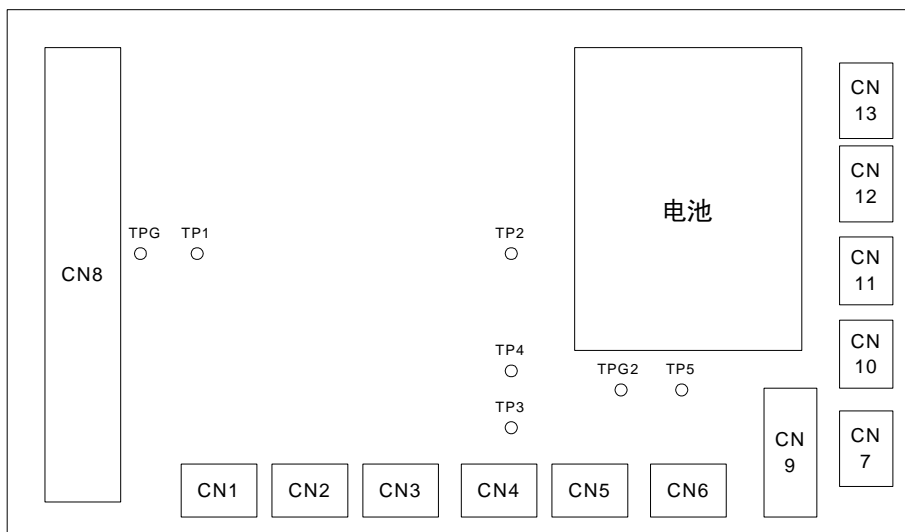 CN
13
CN
12
电池
TPG TP1 TP2
CN8
CN
11
TP4
CN
10
TPG2 TP5
TP3
CN
9
CN
7
CN1 CN2 CN3 CN4 CN5 CN6